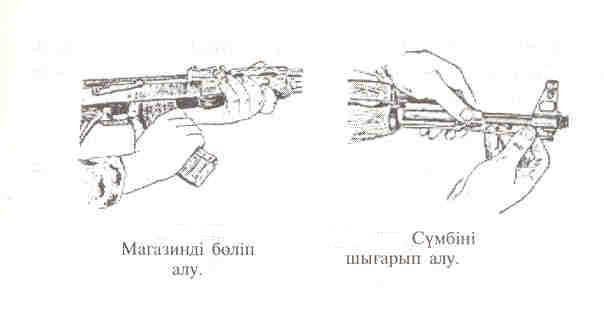 Магазинді бөліп
алу.
Сүмбіні
шығарып алу.